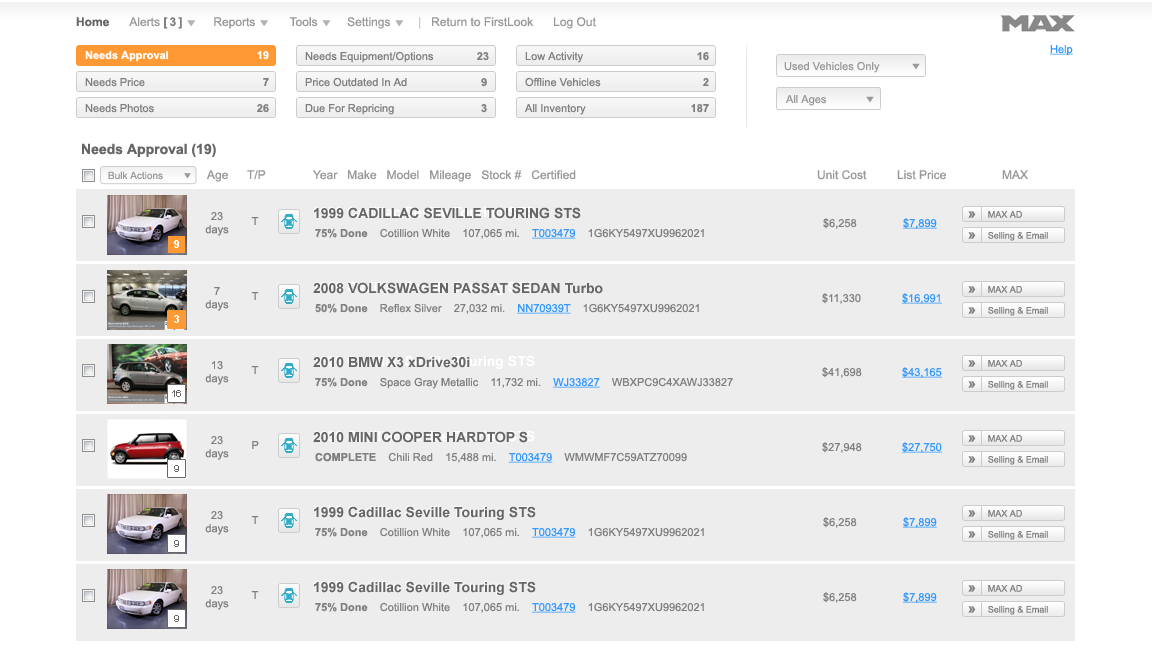 Home Alerts [ 3 ] Reports Tools Settings | Return to FirstLook Log Out
MAX
Help
Needs Approval 19
Needs Equipment/Options 23
Low Activity 16
Used Vehicles Only
Needs Price 7
Price Outdated In Ad 9
Offline Vehicles 2
All Ages
Needs Photos 26
Due For Repricing 3
All Inventory 187
Needs Approval (19)
Bulk Actions Age T/P Year Make Model Mileage Stock # Certified Unit Cost List Price MAX
9
23 days
T
1999 CADILLAC SEVILLE TOURING STS
75% Done Cotillion White 107,065 mi. T003479 1G6KY5497XU9962021
$6,258
$7,899
» MAX AD
» Selling & Email
3
7 days
T
2008 VOLKSWAGEN PASSAT SEDAN Turbo
50% Done Reflex Silver 27,032 mi. NN70939T 1G6KY5497XU9962021
$11,330
$16,991
» MAX AD
» Selling & Email
16
13 days
T
2010 BMW X3 xDrive30i ring STS
75% Done Space Gray Metallic 11,732 mi. WJ33827 WBXPC9C4XAWJ33827
$41,698
$43,165
» MAX AD
» Selling & Email
9
23 days
P
2010 MINI COOPER HARDTOP S
COMPLETE Chili Red 15,488 mi. T003479 WMWMF7C59ATZ70099
$27,948
$27,750
» MAX AD
» Selling & Email
9
23 days
T
1999 Cadillac Seville Touring STS
75% Done Cotillion White 107,065 mi. T003479 1G6KY5497XU9962021
$6,258
$7,899
» MAX AD
» Selling & Email
9
23 days
T
1999 Cadillac Seville Touring STS
75% Done Cotillion White 107,065 mi. T003479 1G6KY5497XU9962021
$6,258
$7,899
» MAX AD
» Selling & Email